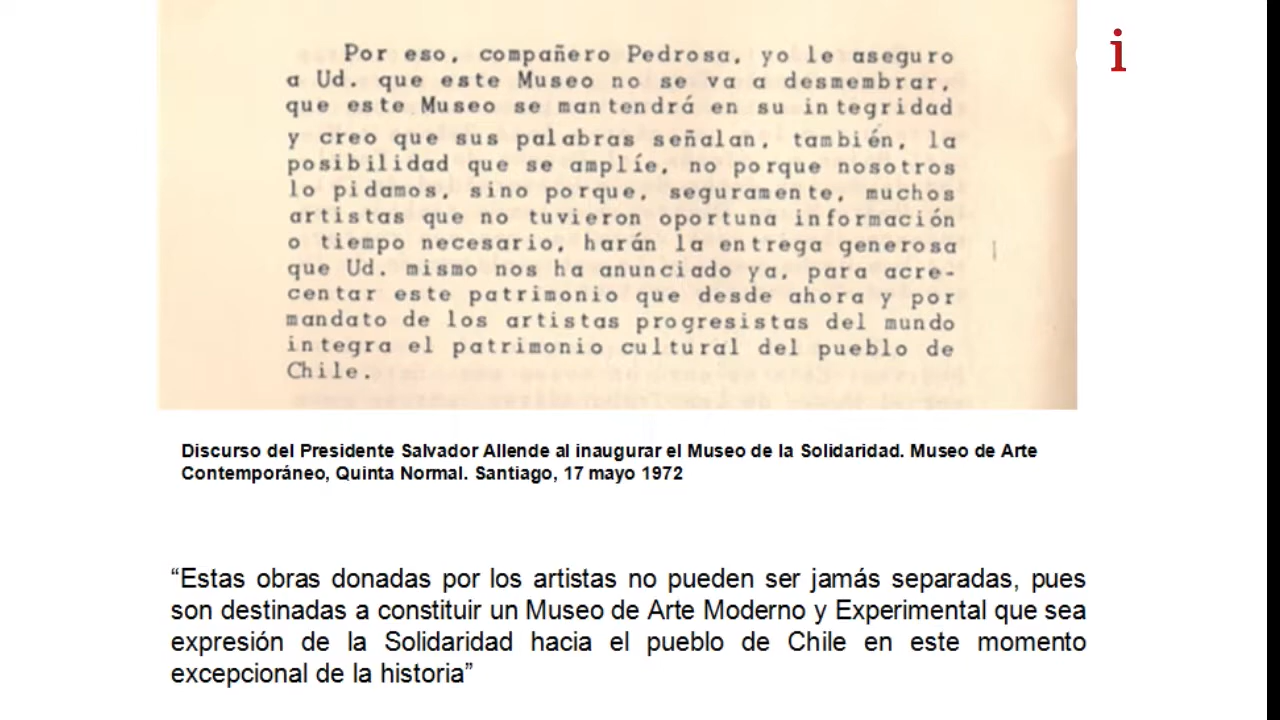 Por eso, compañero Pedrosa, yo le aseguro
a Ud. que este Museo no se va a desmembrar,
que este Museo se mantendrá en su integridad
y creo que sus palabras señalan, también, la
posibilidad que se amplíe, no porque nosotros
lo pidamos, sino porque, seguramente, muchos
artistas que no tuvieron oportuna información
o tiempo necesario, harán la entrega generosa
que Ud. mismo nos ha anunciado ya, para acre-
centar este patrimonio que desde ahora y por
mandato de los artistas progresistas del mundo
integra el patrimonio cultural del pueblo de
Chile.
i
Discurso del Presidente Salvador Allende al inaugurar el Museo de la Solidaridad. Museo de Arte
Contemporáneo, Quinta Normal. Santiago, 17 mayo 1972
“Estas obras donadas por los artistas no pueden ser jamás separadas, pues
son destinadas a constituir un Museo de Arte Moderno y Experimental que sea
expresión de la Solidaridad hacia el pueblo de Chile en este momento
excepcional de la historia”